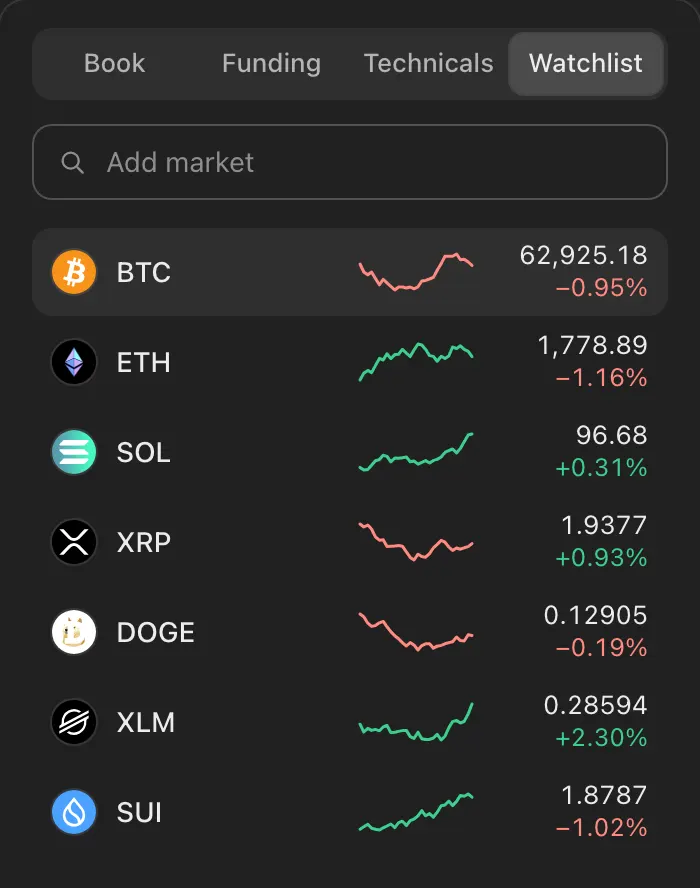 Book Funding Technicals Watchlist
Add market
BTC 62,925.18
−0.95%
ETH 1,778.89
−1.16%
SOL 96.68
+0.31%
XRP 1.9377
+0.93%
DOGE 0.12905
−0.19%
XLM 0.28594
+2.30%
SUI 1.8787
−1.02%